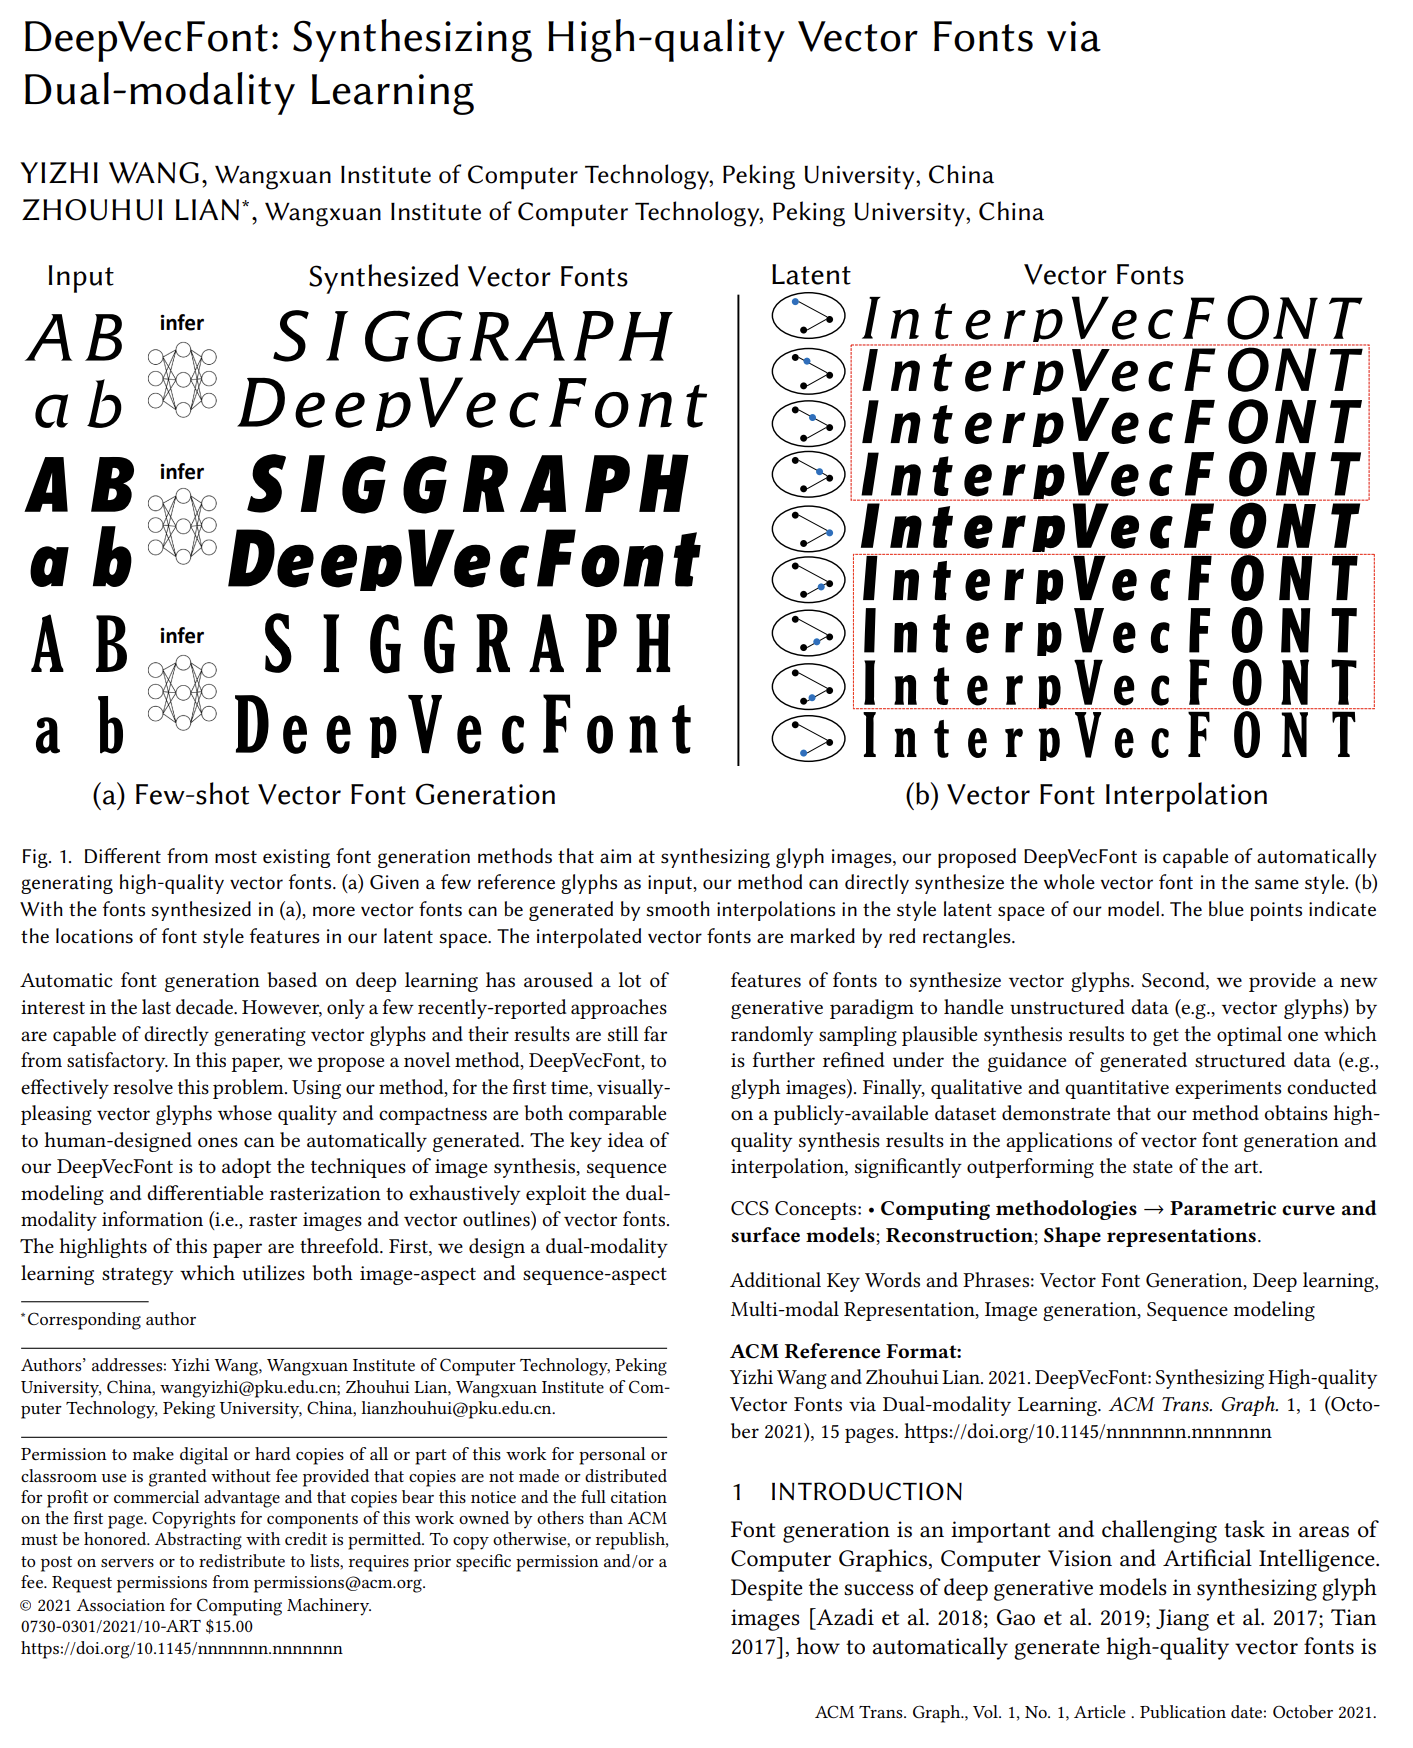 DeepVecFont: Synthesizing High-quality Vector Fonts via
Dual-modality Learning
YIZHI WANG, Wangxuan Institute of Computer Technology, Peking University, China
ZHOUHUI LIAN*, Wangxuan Institute of Computer Technology, Peking University, China
Input
Synthesized Vector Fonts
A B
infer
SIGGRAPH
a b
DeepVecFont
A B
infer
SIGGRAPH
a b
DeepVecFont
A B
infer
SIGGRAPH
a b
DeepVecFont
(a) Few-shot Vector Font Generation
Latent
Vector Fonts
InterpVecFONT
InterpVecFONT
InterpVecFONT
InterpVecFONT
InterpVecFONT
InterpVecFONT
InterpVecFONT
InterpVecFONT
InterpVecFONT
(b) Vector Font Interpolation
Fig. 1. Different from most existing font generation methods that aim at synthesizing glyph images, our proposed DeepVecFont is capable of automatically
generating high-quality vector fonts. (a) Given a few reference glyphs as input, our method can directly synthesize the whole vector font in the same style. (b)
With the fonts synthesized in (a), more vector fonts can be generated by smooth interpolations in the style latent space of our model. The blue points indicate
the locations of font style features in our latent space. The interpolated vector fonts are marked by red rectangles.
Automatic font generation based on deep learning has aroused a lot of
interest in the last decade. However, only a few recently-reported approaches
are capable of directly generating vector glyphs and their results are still far
from satisfactory. In this paper, we propose a novel method, DeepVecFont, to
effectively resolve this problem. Using our method, for the first time, visually-
pleasing vector glyphs whose quality and compactness are both comparable
to human-designed ones can be automatically generated. The key idea of
our DeepVecFont is to adopt the techniques of image synthesis, sequence
modeling and differentiable rasterization to exhaustively exploit the dual-
modality information (i.e., raster images and vector outlines) of vector fonts.
The highlights of this paper are threefold. First, we design a dual-modality
learning strategy which utilizes both image-aspect and sequence-aspect
*Corresponding author
Authors' addresses: Yizhi Wang, Wangxuan Institute of Computer Technology, Peking
University, China, wangyizhi@pku.edu.cn; Zhouhui Lian, Wangxuan Institute of Com-
puter Technology, Peking University, China, lianzhouhui@pku.edu.cn.
Permission to make digital or hard copies of all or part of this work for personal or
classroom use is granted without fee provided that copies are not made or distributed
for profit or commercial advantage and that copies bear this notice and the full citation
on the first page. Copyrights for components of this work owned by others than ACM
must be honored. Abstracting with credit is permitted. To copy otherwise, or republish,
to post on servers or to redistribute to lists, requires prior specific permission and/or a
fee. Request permissions from permissions@acm.org.
© 2021 Association for Computing Machinery.
0730-0301/2021/10-ART $15.00
https://doi.org/10.1145/nnnnnnn.nnnnnnn
features of fonts to synthesize vector glyphs. Second, we provide a new
generative paradigm to handle unstructured data (e.g., vector glyphs) by
randomly sampling plausible synthesis results to get the optimal one which
is further refined under the guidance of generated structured data (e.g.,
glyph images). Finally, qualitative and quantitative experiments conducted
on a publicly-available dataset demonstrate that our method obtains high-
quality synthesis results in the applications of vector font generation and
interpolation, significantly outperforming the state of the art.
CCS Concepts: • Computing methodologies → Parametric curve and
surface models; Reconstruction; Shape representations.
Additional Key Words and Phrases: Vector Font Generation, Deep learning,
Multi-modal Representation, Image generation, Sequence modeling
ACM Reference Format:
Yizhi Wang and Zhouhui Lian. 2021. DeepVecFont: Synthesizing High-quality
Vector Fonts via Dual-modality Learning. ACM Trans. Graph. 1, 1 (Octo-
ber 2021), 15 pages. https://doi.org/10.1145/nnnnnnn.nnnnnnn
1 INTRODUCTION
Font generation is an important and challenging task in areas of
Computer Graphics, Computer Vision and Artificial Intelligence.
Despite the success of deep generative models in synthesizing glyph
images [Azadi et al. 2018; Gao et al. 2019; Jiang et al. 2017; Tian
2017], how to automatically generate high-quality vector fonts is
ACM Trans. Graph., Vol. 1, No. 1, Article . Publication date: October 2021.